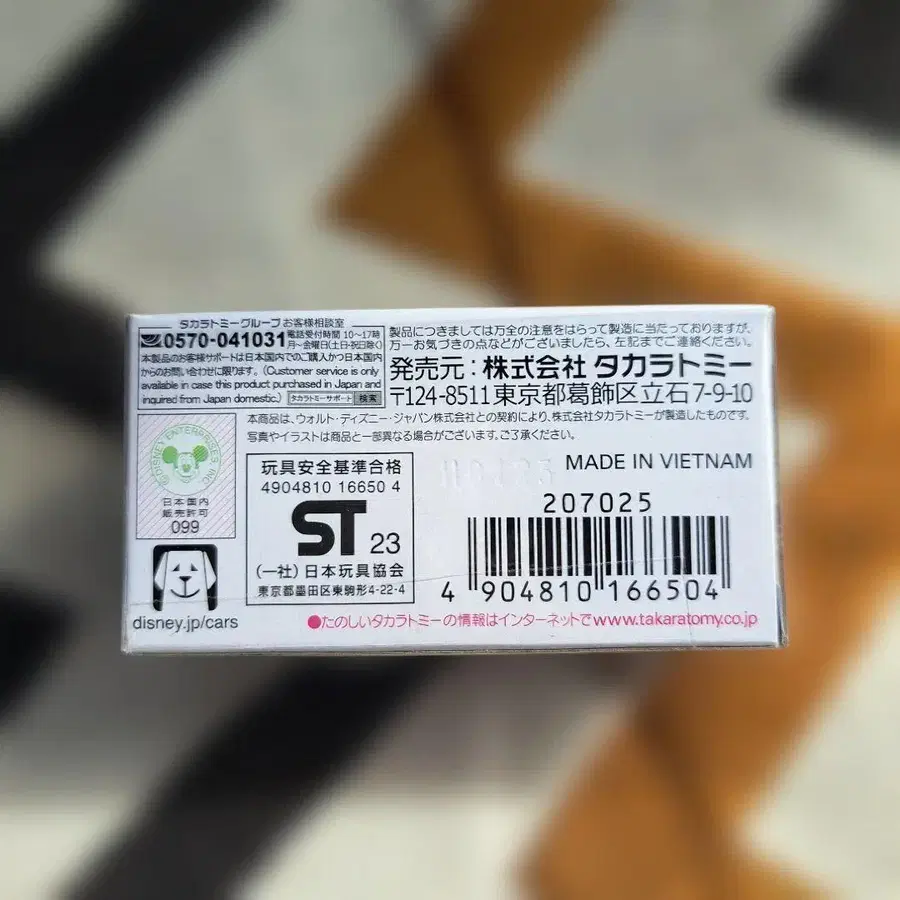 タカラトミーグループお客様相談室
0570-041031 電話受付時間 10〜17時
月〜金曜日(土・日・祝日除く)
本製品のお客様サポートは日本国内でのご購入かつ日本国内
からのお問い合わせに限ります。(Customer service is only
available in case this product purchased in Japan and
inquired from Japan domestic.) タカラトミーサポート 検索
製品につきましては万全の注意をはらって製造に当たっておりますが、
万一お気づきの点などがございましたら、左記までご連絡ください。
発売元:株式会社 タカラトミー
〒124-8511 東京都葛飾区立石7-9-10
本商品は、ウォルト・ディズニー・ジャパン株式会社との契約により、株式会社タカラトミーが製造したものです。
写真やイラストは商品と一部異なる場合がございます。ご了承ください。
©DISNEY ENTERPRISES INC.
日本国内
販売許可
099
disney.jp/cars
玩具安全基準合格
4904810 16650 4
ST 23
(一社)日本玩具協会
東京都墨田区東駒形4-22-4
MADE IN VIETNAM
207025
4 904810 166504
●たのしいタカラトミーの情報はインターネットでwww.takaratomy.co.jp